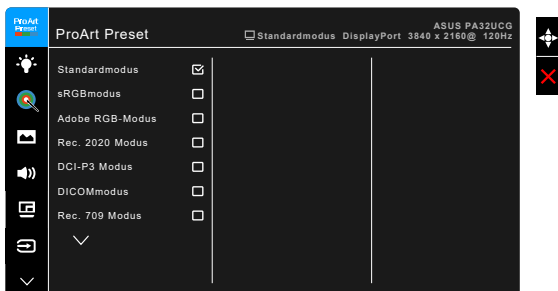 ProArt
Preset
ProArt Preset
ASUS PA32UCG
Standardmodus DisplayPort 3840 x 2160@ 120Hz
Standardmodus
sRGBmodus
Adobe RGB-Modus
Rec. 2020 Modus
DCI-P3 Modus
DICOMmodus
Rec. 709 Modus